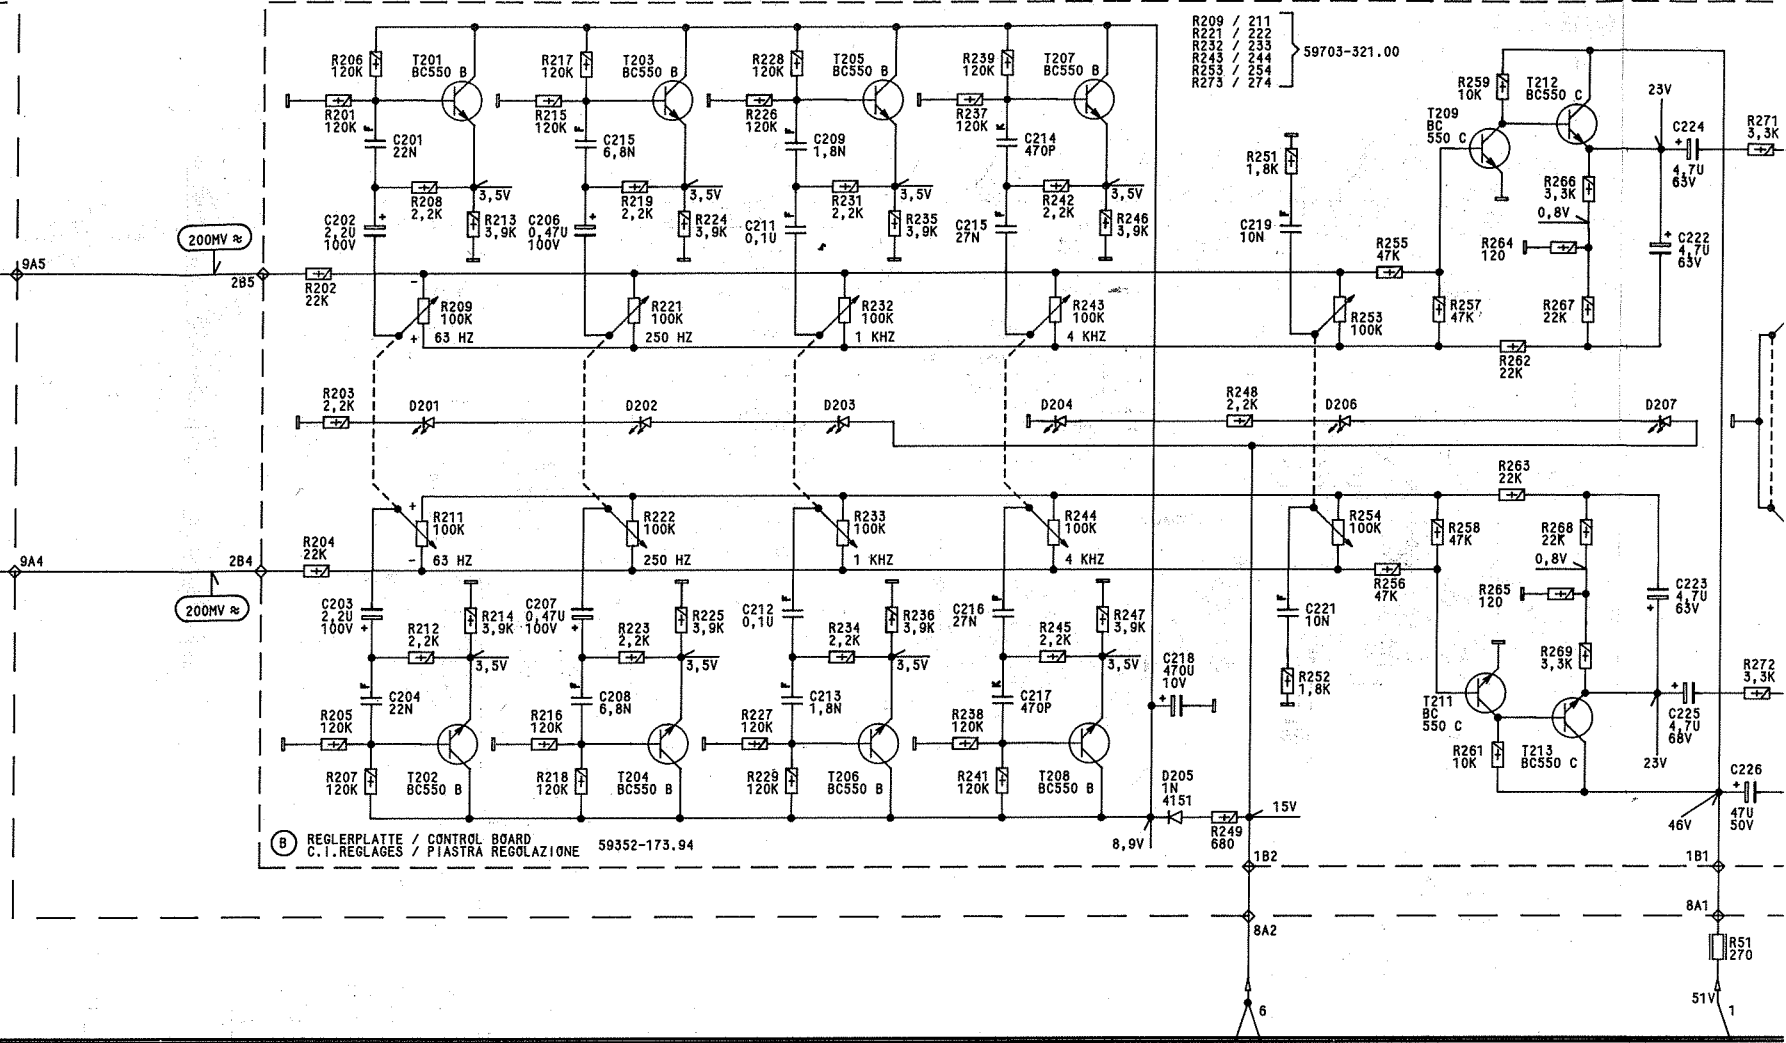 R209 / 211
R221 / 222
R232 / 233
R243 / 244
R253 / 254
R273 / 274
59703-321.00
R206
120K
T201
BC550 B
R217
120K
T203
BC550 B
R228
120K
T205
BC550 B
R239
120K
T207
BC550 B
R259
10K
T212
BC550 C
23V
R201
120K
R215
120K
R226
120K
R237
120K
T209
BC
550 C
C224
+
4,7U
63V
R271
3,3K
F
C201
22N
F
C215
6,8N
F
C209
1,8N
K
C214
470P
R251
1,8K
R208
2,2K
3,5V
R219
2,2K
3,5V
R231
2,2K
3,5V
R242
2,2K
3,5V
R266
3,3K
0,8V
C202
2,2U
100V
+
R213
3,9K
C206
0,47U
100V
+
R224
3,9K
C211
0,1U
F
R235
3,9K
C215
27N
F
R246
3,9K
C219
10N
F
R264
120
C222
4,7U
63V
+
200MV ≈
9A5
2B5
R202
22K
R255
47K
-
R209
100K
+
63 HZ
R221
100K
250 HZ
R232
100K
1 KHZ
R243
100K
4 KHZ
R253
100K
R257
47K
R267
22K
R262
22K
R203
2,2K
D201
D202
D203
D204
R248
2,2K
D206
D207
R263
22K
+
R211
100K
-
63 HZ
R222
100K
250 HZ
R233
100K
1 KHZ
R244
100K
4 KHZ
R254
100K
R258
47K
R268
22K
0,8V
9A4
2B4
R204
22K
R256
47K
200MV ≈
C203
2,2U
100V
+
R212
2,2K
R214
3,9K
3,5V
C207
0,47U
100V
+
R223
2,2K
R225
3,9K
3,5V
C212
0,1U
F
R234
2,2K
R236
3,9K
3,5V
C216
27N
F
R245
2,2K
R247
3,9K
3,5V
C221
10N
F
R265
120
C223
4,7U
63V
+
C218
470U
10V
+
R252
1,8K
R269
3,3K
R272
3,3K
F
C204
22N
F
C208
6,8N
F
C213
1,8N
K
C217
470P
T211
BC
550 C
+
C225
4,7U
68V
R205
120K
R216
120K
R227
120K
R238
120K
R207
120K
T202
BC550 B
R218
120K
T204
BC550 B
R229
120K
T206
BC550 B
R241
120K
T208
BC550 B
D205
1N
4151
R261
10K
T213
BC550 C
23V
C226
+
47U
50V
15V
R249
680
8,9V
46V
B
REGLERPLATTE / CONTROL BOARD
C.I.REGLAGES / PIASTRA REGOLAZIONE
59352-173.94
1B2
1B1
8A2
8A1
R51
270
51V
6
1